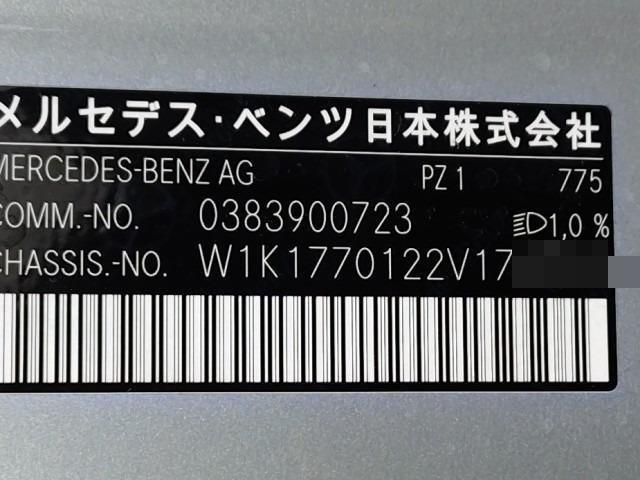 メルセデス・ベンツ日本株式会社
MERCEDES-BENZ AG PZ 1 775
COMM.-NO. 0383900723 1,0 %
CHASSIS.-NO. W1K1770122V17